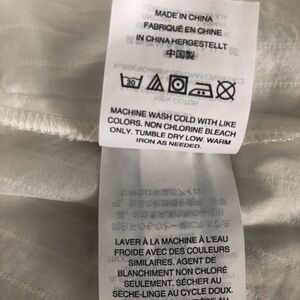 MADE IN CHINA
FABRIQUÉ EN CHINE
IN CHINA HERGESTELLT
中国製
30
MACHINE WASH COLD WITH LIKE
COLORS. NON CHLORINE BLEACH
ONLY. TUMBLE DRY LOW. WARM
IRON AS NEEDED.
LAVER À LA MACHINE À L'EAU
FROIDE AVEC DES COULEURS
SIMILAIRES. AGENT DE
BLANCHIMENT NON CHLORÉ
SEULEMENT. SÉCHER AU
SÈCHE-LINGE AU CYCLE DOUX.